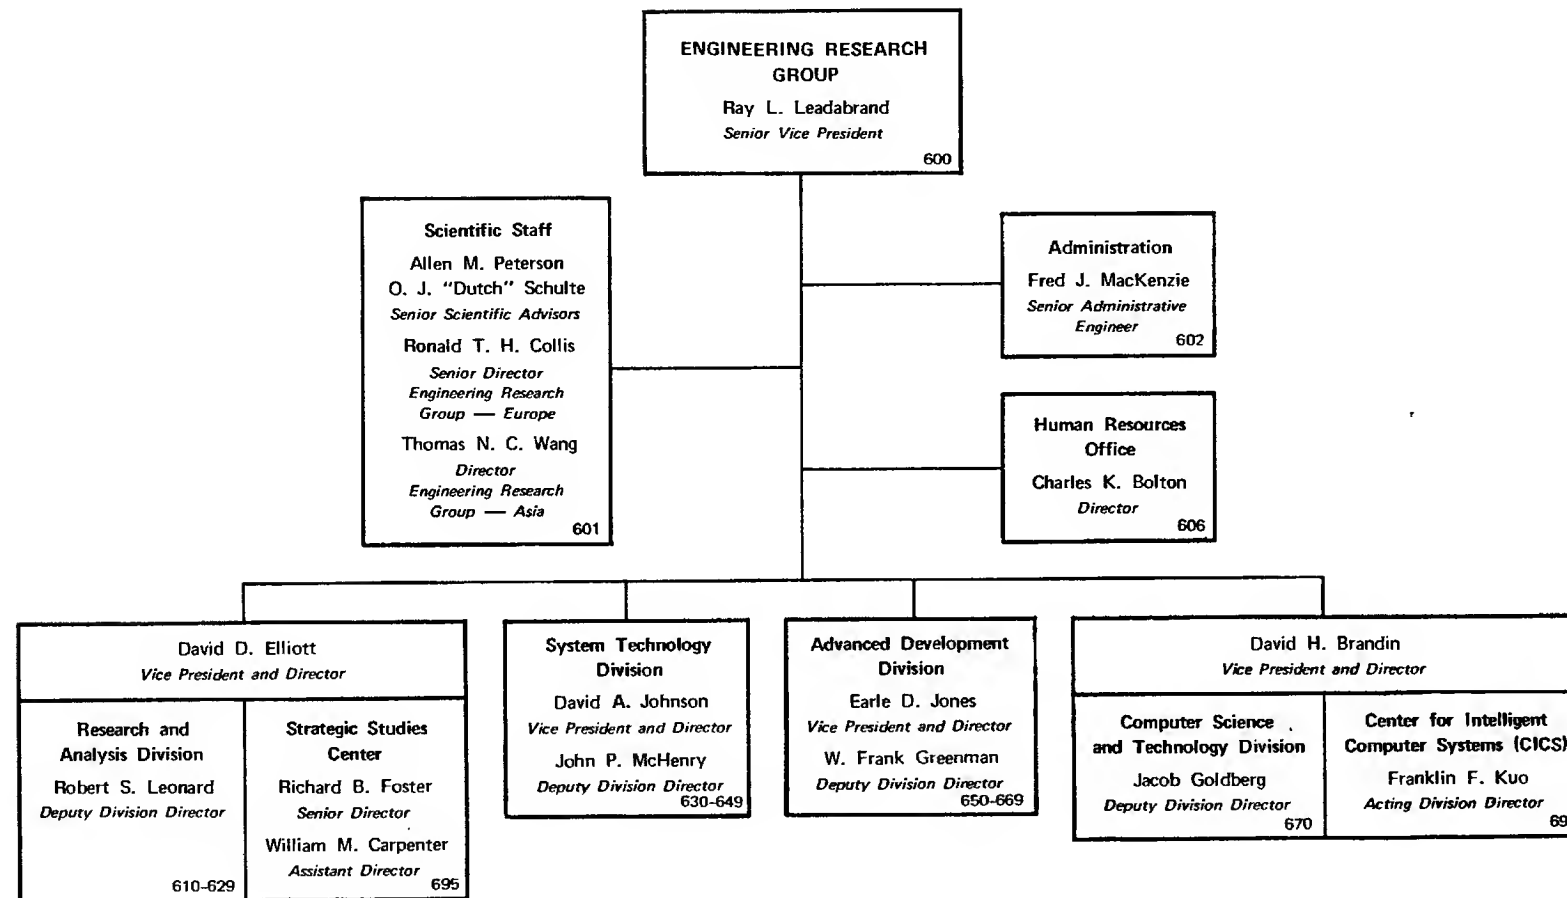 ENGINEERING RESEARCH
GROUP
Ray L. Leadabrand
Senior Vice President
600
Scientific Staff
Allen M. Peterson
O. J. "Dutch" Schulte
Senior Scientific Advisors
Ronald T. H. Collis
Senior Director
Engineering Research
Group — Europe
Thomas N. C. Wang
Director
Engineering Research
Group — Asia
601
Administration
Fred J. MacKenzie
Senior Administrative
Engineer
602
Human Resources
Office
Charles K. Bolton
Director
606
David D. Elliott
Vice President and Director
Research and
Analysis Division
Robert S. Leonard
Deputy Division Director
610-629
Strategic Studies
Center
Richard B. Foster
Senior Director
William M. Carpenter
Assistant Director
695
System Technology
Division
David A. Johnson
Vice President and Director
John P. McHenry
Deputy Division Director
630-649
Advanced Development
Division
Earle D. Jones
Vice President and Director
W. Frank Greenman
Deputy Division Director
650-669
David H. Brandin
Vice President and Director
Computer Science
and Technology Division
Jacob Goldberg
Deputy Division Director
670
Center for Intelligent
Computer Systems (CICS)
Franklin F. Kuo
Acting Division Director